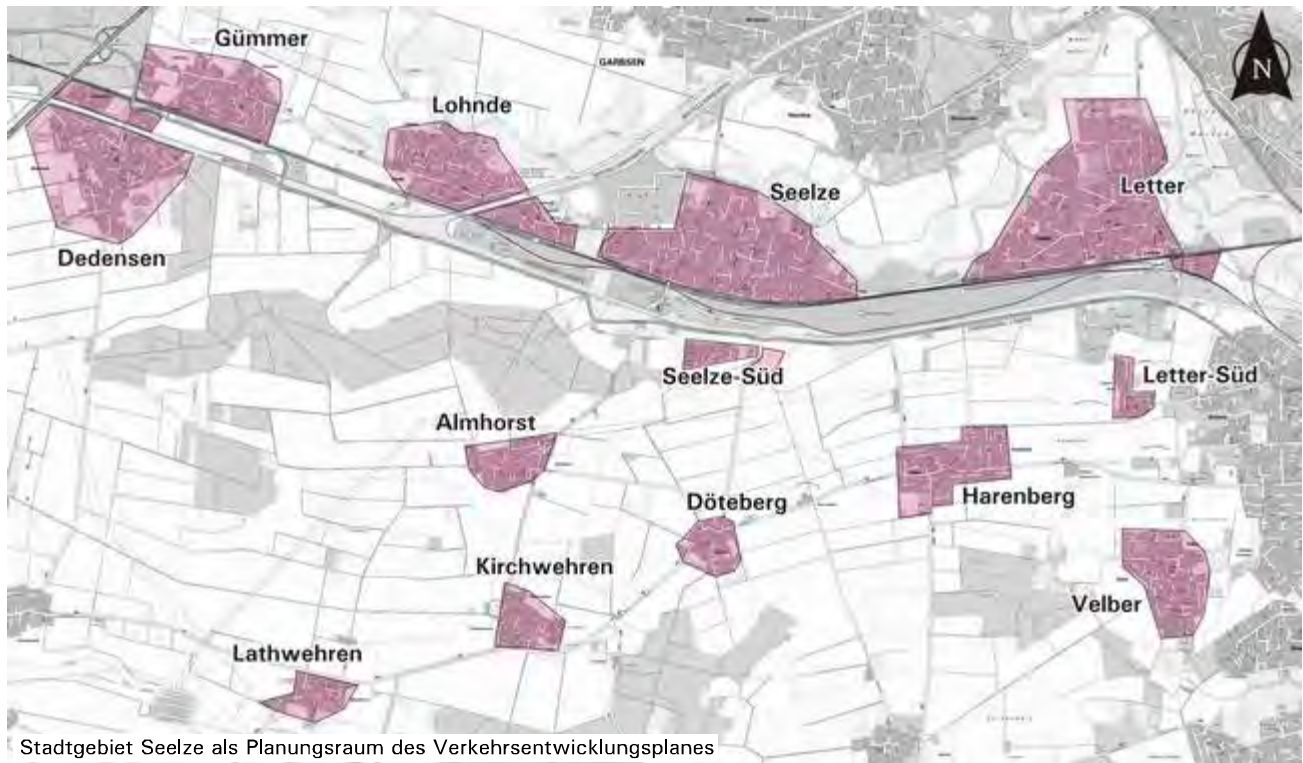 Gümmer
GARBSEN
N
Lohnde
Seelze
Letter
Dedensen
Seelze-Süd
Letter-Süd
Almhorst
Harenberg
Döteberg
Kirchwehren
Velber
Lathwehren
Stadtgebiet Seelze als Planungsraum des Verkehrsentwicklungsplanes